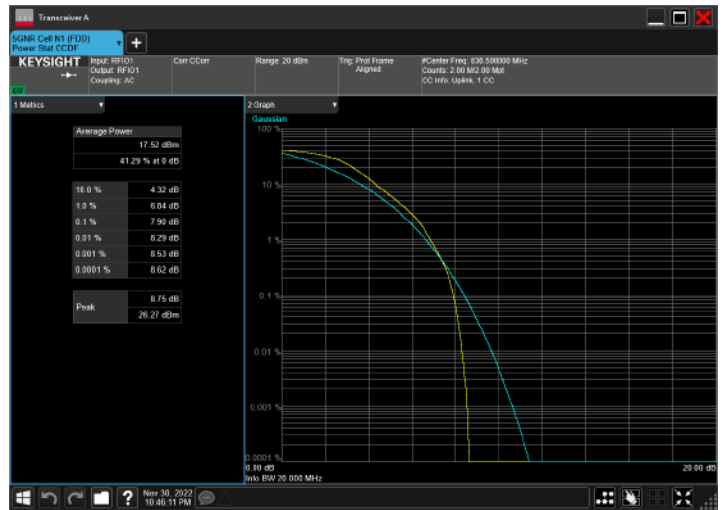 Transceiver A
5GNR Cell N1 (FDD)
Power Stat CCDF
KEYSIGHT
Input: RFIO1
Output: RFIO1
Coupling: AC
Corr CCorr
Range: 20 dBm
Trig: Prot Frame
Aligned
#Center Freq: 836.500000 MHz
Counts: 2.00 M/2.00 Mpt
CC Info: Uplink, 1 CC
1 Metrics
Average Power
17.52 dBm
41.29 % at 0 dB
10.0 % 4.32 dB
1.0 % 6.84 dB
0.1 % 7.90 dB
0.01 % 8.29 dB
0.001 % 8.53 dB
0.0001 % 8.62 dB
Peak
8.75 dB
26.27 dBm
2 Graph
Gaussian
100 %
10 %
1 %
0.1 %
0.01 %
0.001 %
0.0001 %
0.00 dB
20.00 dB
Info BW 20.000 MHz
?
Nov 30, 2022
10:46:11 PM